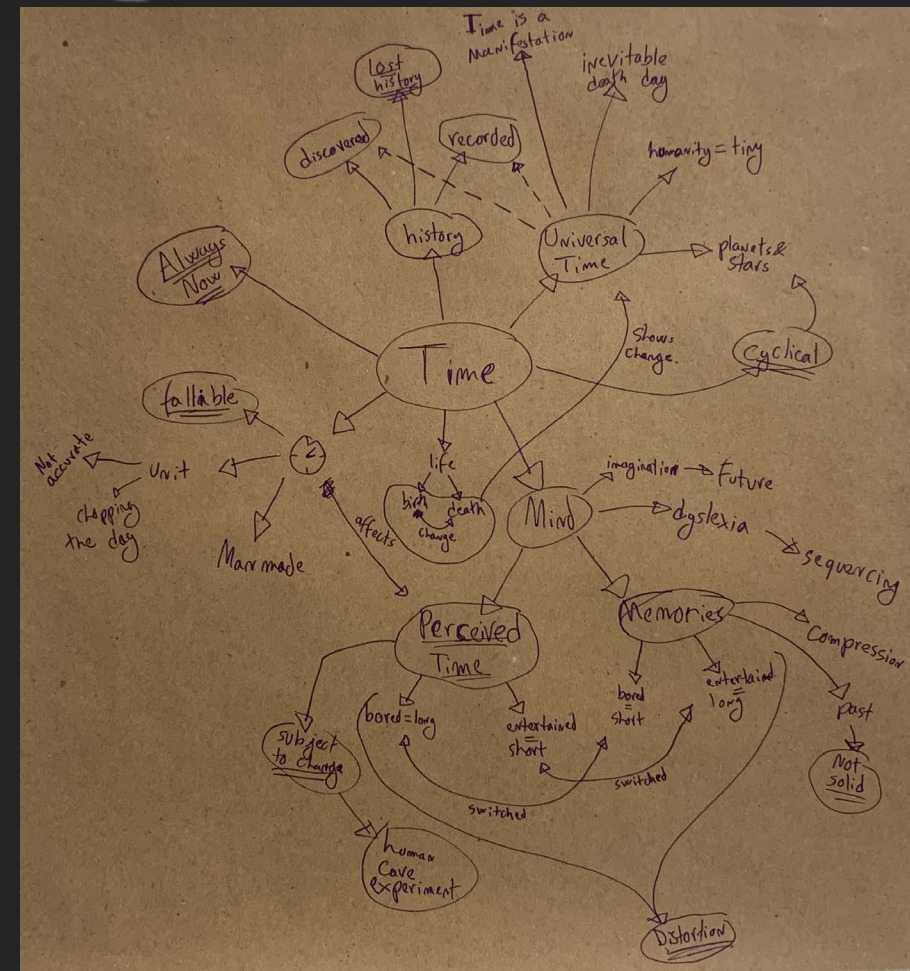 Time is a
Manifestation
inevitable
death day
lost
history
discovered
recorded
humanity = tiny
history
Universal
Time
planets &
stars
Always
Now
Time
Shows
change.
cyclical
fallible
Not
accurate
Unit
chopping
the day
Manmade
life
birth
death
change
affects
Mind
imagination
Future
dyslexia
sequencing
Perceived
Time
Memories
Compression
bored = long
entertained
=
short
bored
=
short
entertained
=
long
past
Not
solid
subject
to change
switched
switched
human
Cave
experiment
Distortion